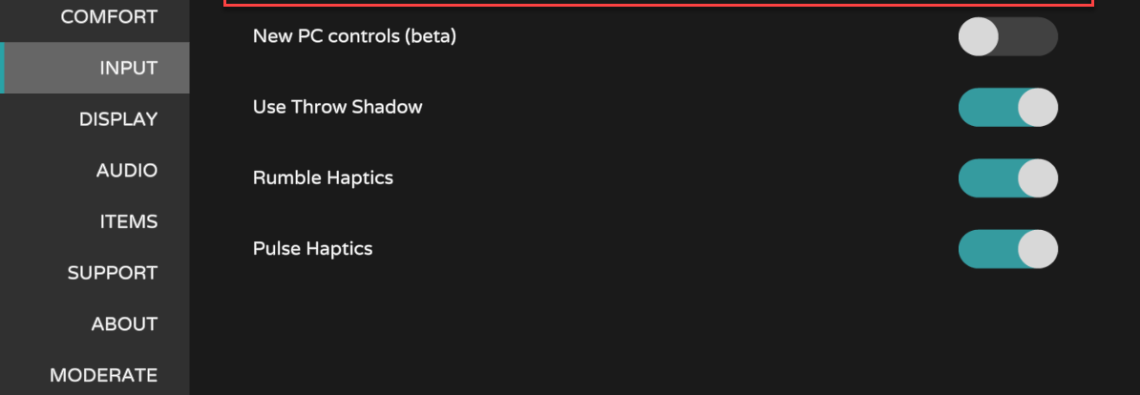 COMFORT
INPUT
DISPLAY
AUDIO
ITEMS
SUPPORT
ABOUT
MODERATE
New PC controls (beta)
Use Throw Shadow
Rumble Haptics
Pulse Haptics